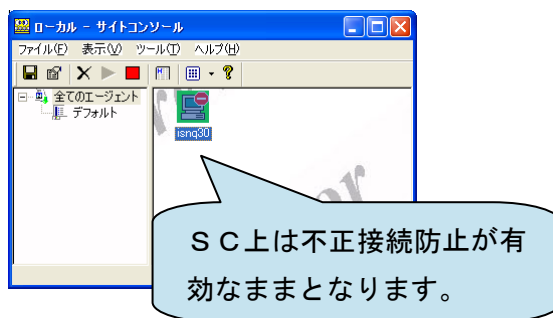 ローカル - サイトコンソール
ファイル(F) 表示(V) ツール(T) ヘルプ(H)
全てのエージェント
デフォルト
isnq30
ＳＣ上は不正接続防止が有
効なままとなります。